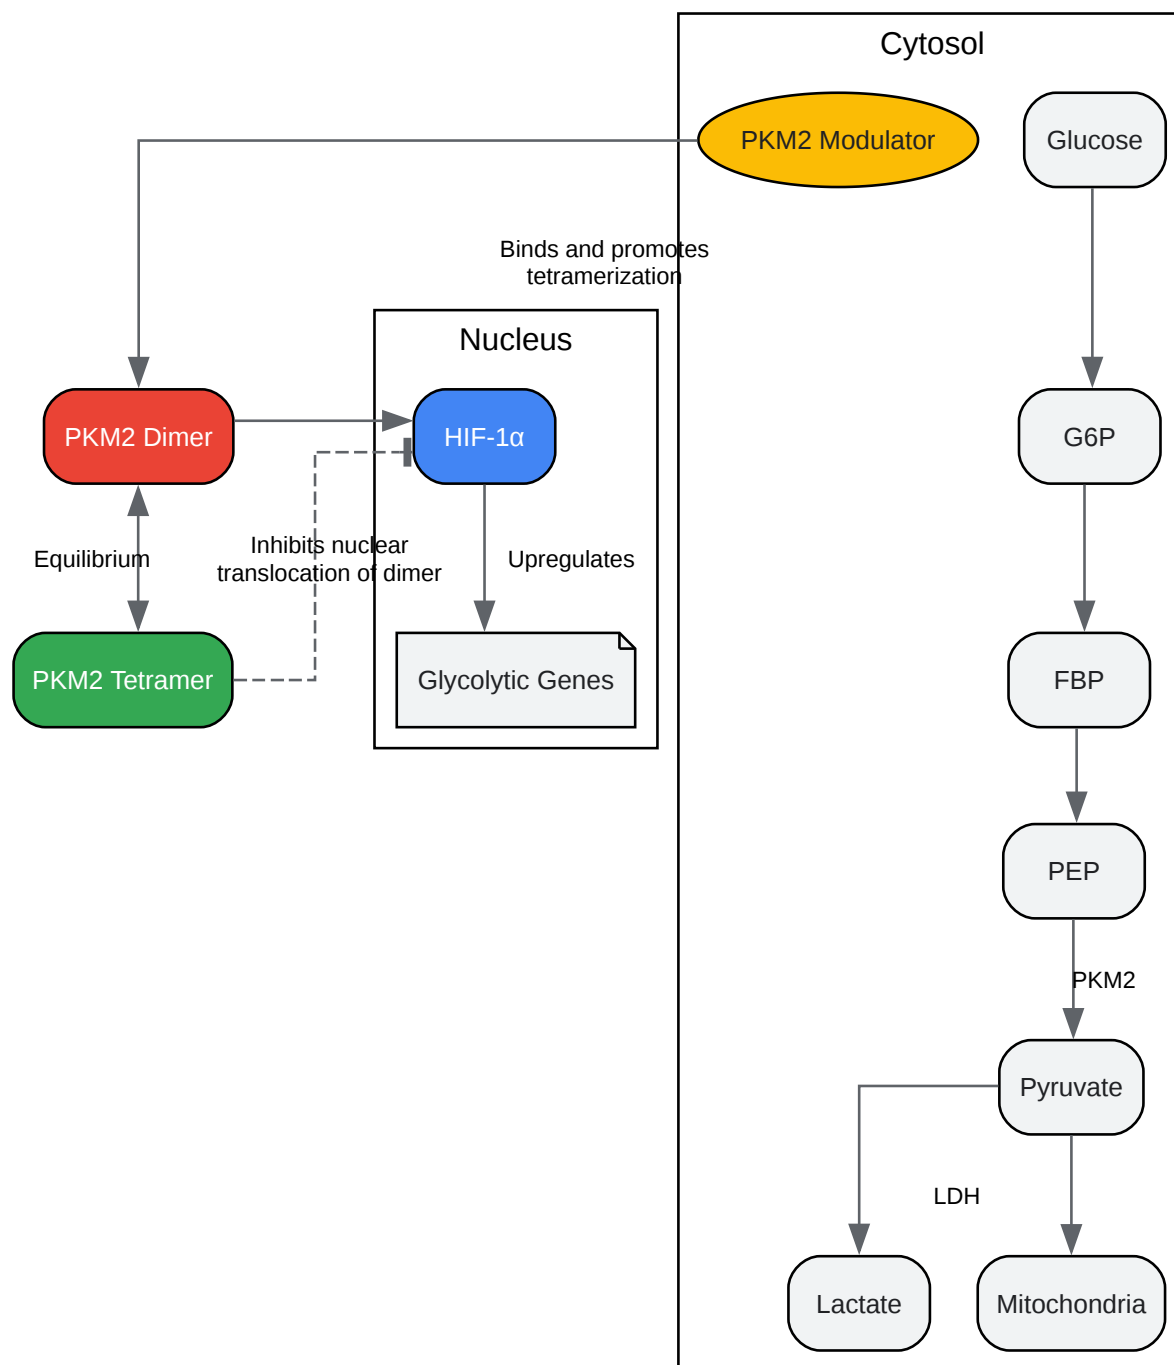 Cytosol
PKM2 Modulator
Glucose
Binds and promotes
tetramerization
Nucleus
PKM2 Dimer
HIF-1α
G6P
Equilibrium
Inhibits nuclear
translocation of dimer
Upregulates
PKM2 Tetramer
Glycolytic Genes
FBP
PEP
PKM2
Pyruvate
LDH
Lactate
Mitochondria